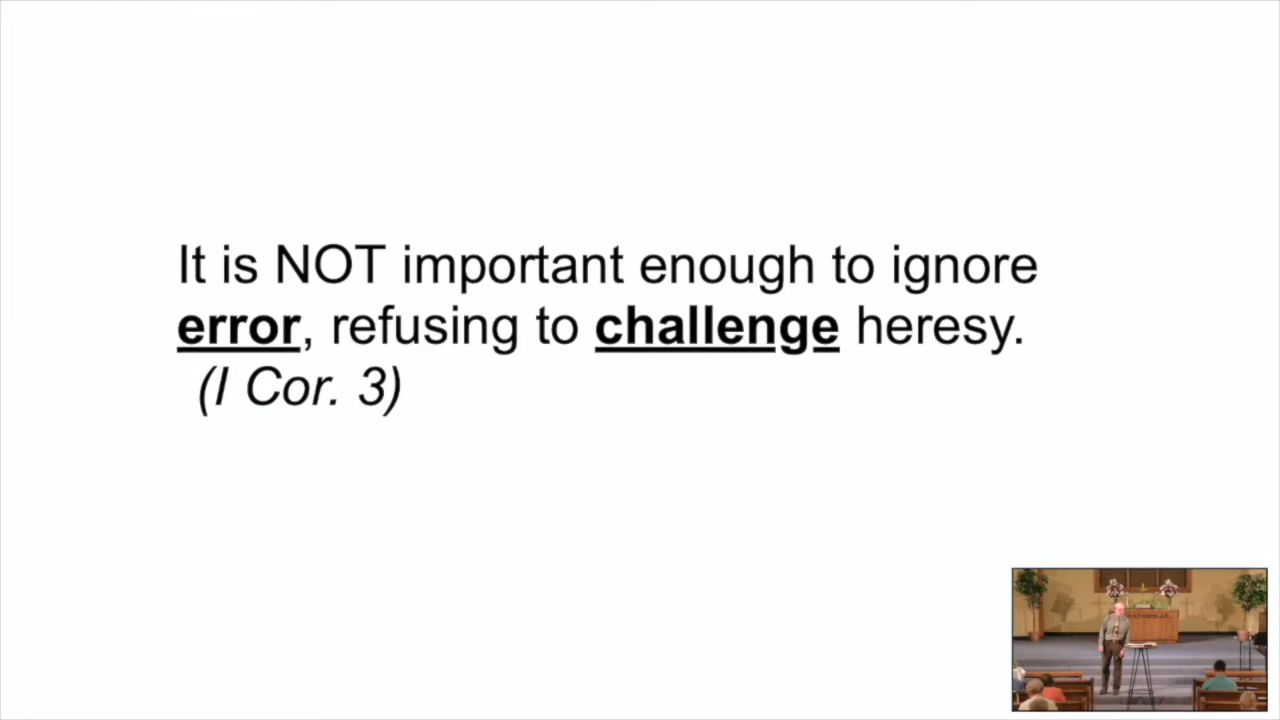 It is NOT important enough to ignore
error, refusing to challenge heresy.
(I Cor. 3)